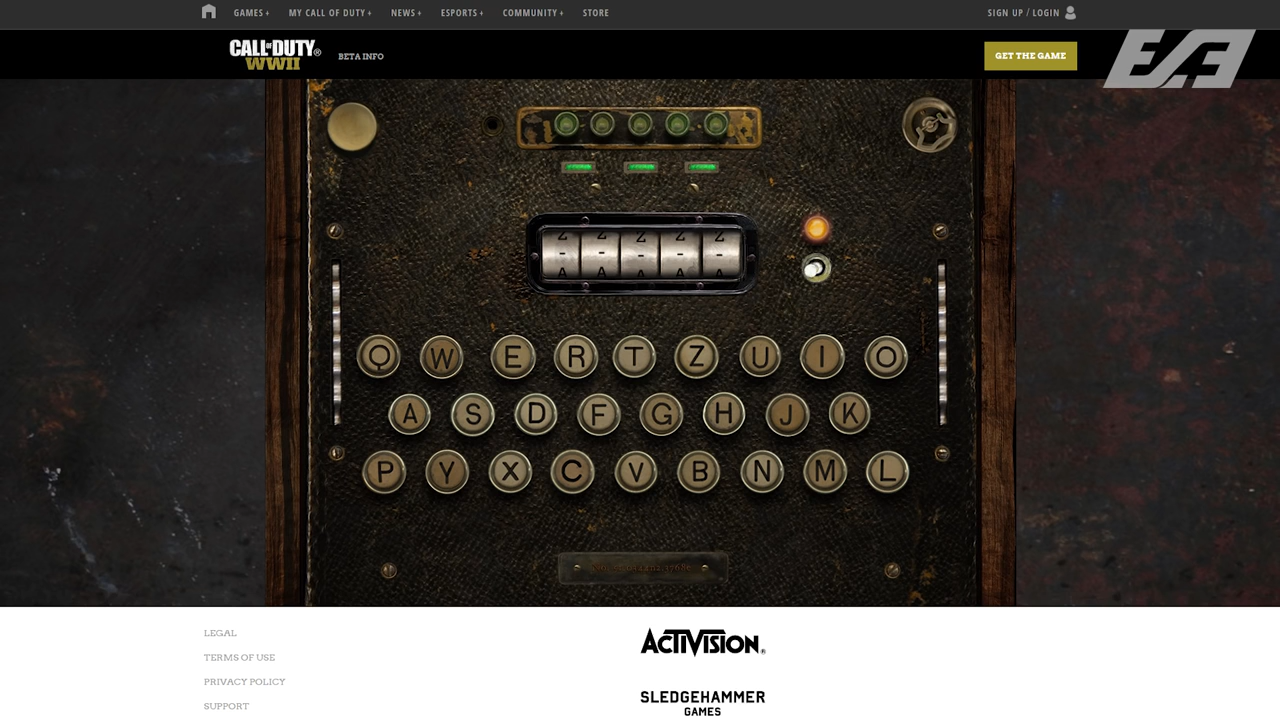 GAMES + MY CALL OF DUTY + NEWS + ESPORTS + COMMUNITY + STORE SIGN UP / LOGIN
CALL OF DUTY® WWII BETA INFO GET THE GAME
Z Z Z Z Z
- - - - -
A A A A A
Q W E R T Z U I O
A S D F G H J K
P Y X C V B N M L
LEGAL
TERMS OF USE
PRIVACY POLICY
SUPPORT
ACTIVISION®
SLEDGEHAMMER
GAMES